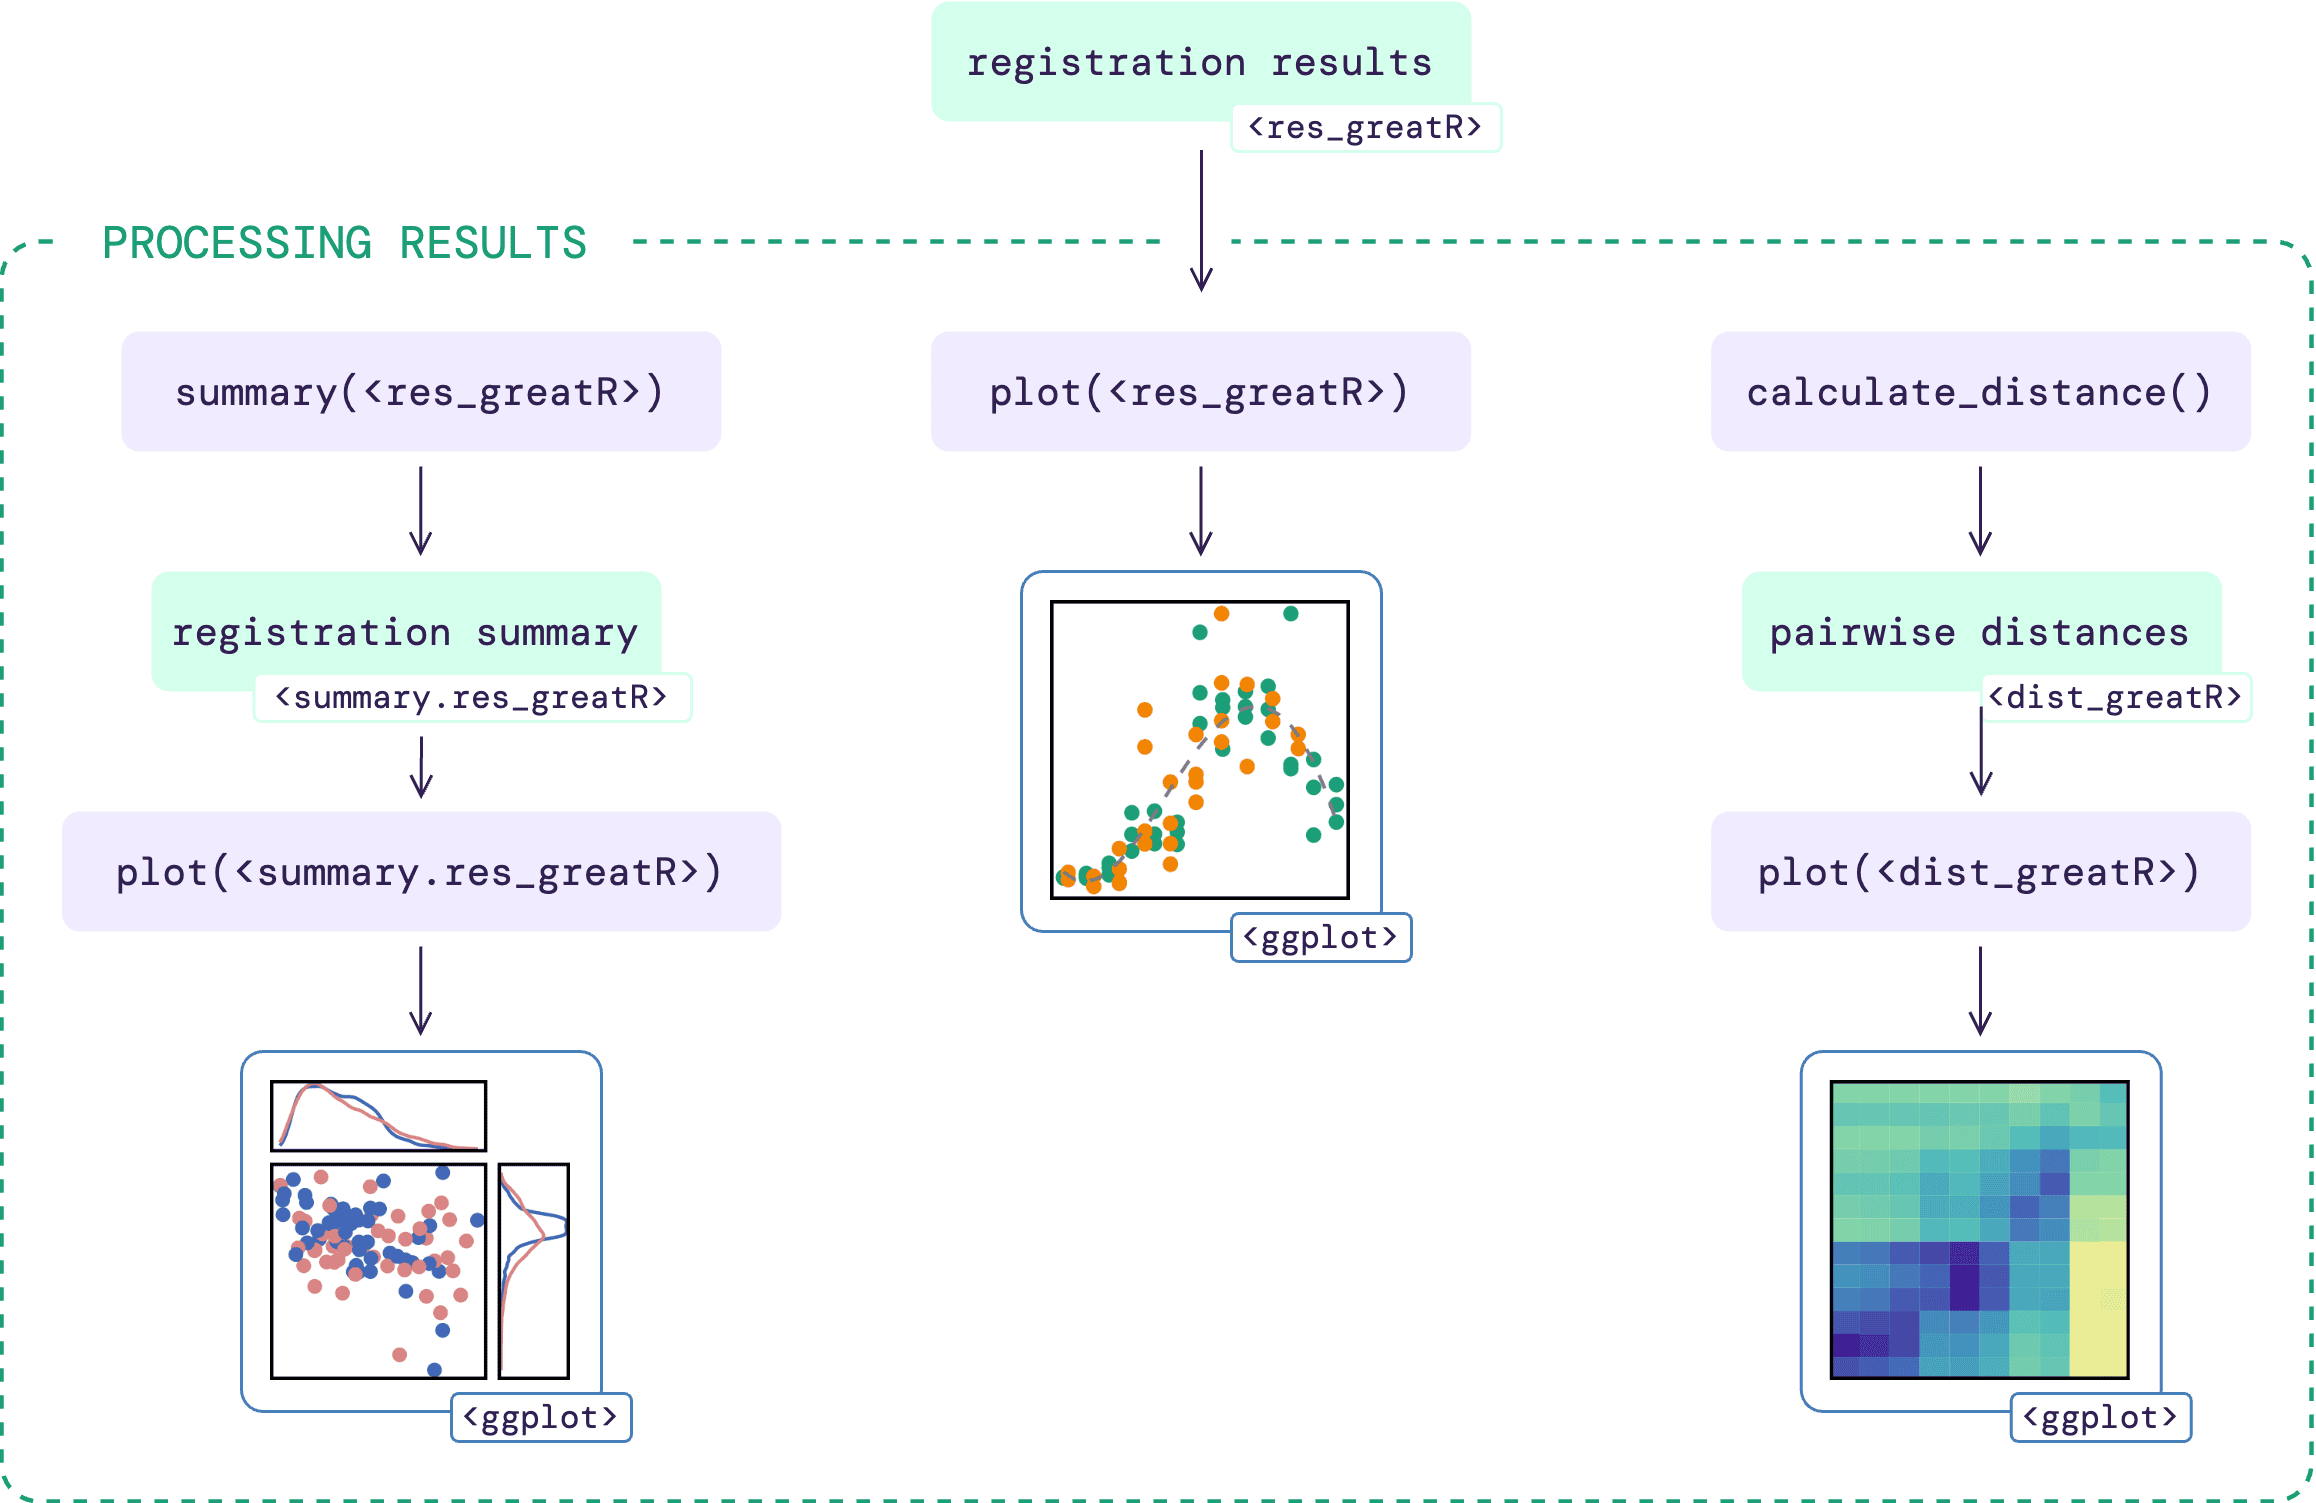 registration results
<res_greatR>
PROCESSING RESULTS
summary(<res_greatR>)
plot(<res_greatR>)
calculate_distance()
registration summary
<summary.res_greatR>
pairwise distances
<dist_greatR>
plot(<summary.res_greatR>)
<ggplot>
plot(<dist_greatR>)
<ggplot>
<ggplot>